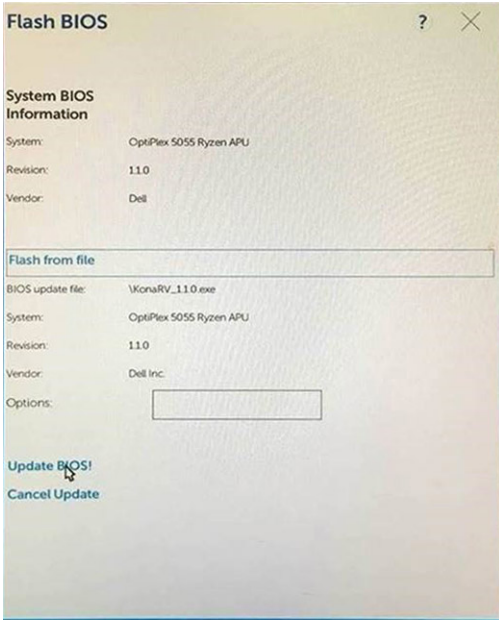 Flash BIOS ?
System BIOS
Information
System: OptiPlex 5055 Ryzen APU
Revision: 1.1.0
Vendor: Dell
Flash from file
BIOS update file: \KonaRV_1.1.0.exe
System: OptiPlex 5055 Ryzen APU
Revision: 1.1.0
Vendor: Dell Inc.
Options:
Update BIOS!
Cancel Update